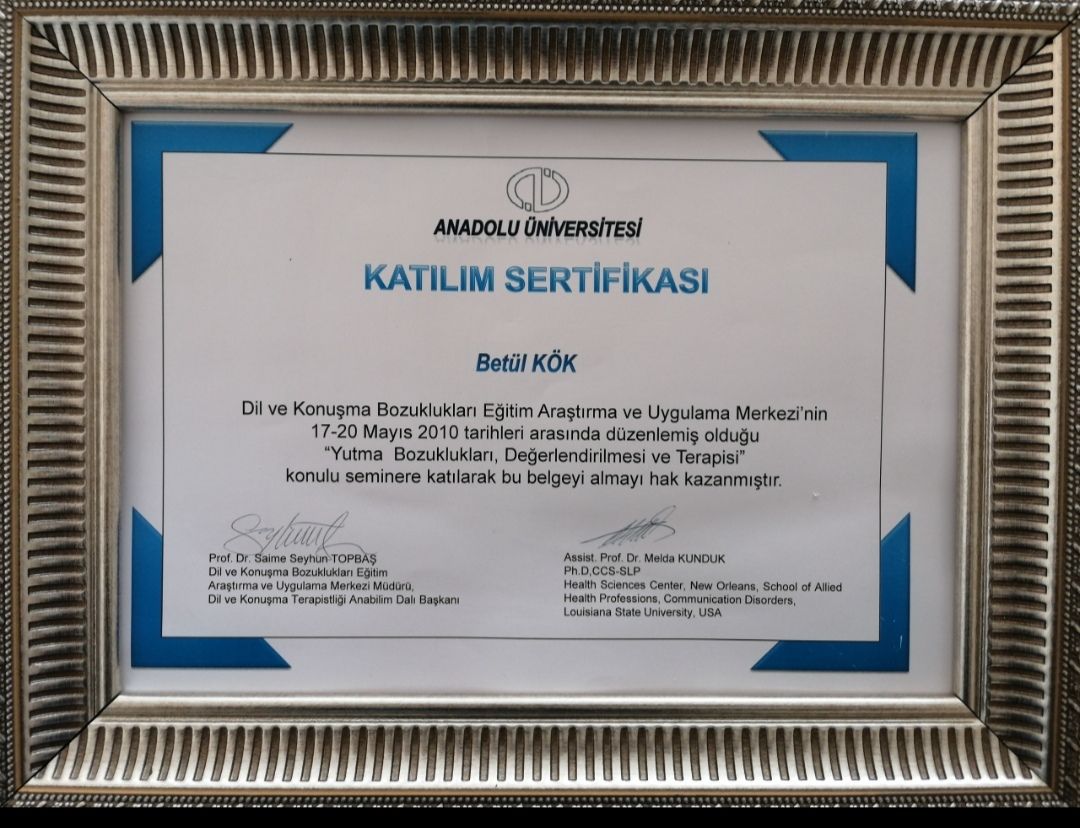 ANADOLU ÜNİVERSİTESİ
KATILIM SERTİFİKASI
Betül KÖK
Dil ve Konuşma Bozuklukları Eğitim Araştırma ve Uygulama Merkezi'nin
17-20 Mayıs 2010 tarihleri arasında düzenlemiş olduğu
“Yutma Bozuklukları, Değerlendirilmesi ve Terapisi”
konulu seminere katılarak bu belgeyi almayı hak kazanmıştır.
Prof. Dr. Saime Seyhun TOPBAŞ
Dil ve Konuşma Bozuklukları Eğitim
Araştırma ve Uygulama Merkezi Müdürü,
Dil ve Konuşma Terapistliği Anabilim Dalı Başkanı
Assist. Prof. Dr. Melda KUNDUK
Ph.D,CCS-SLP
Health Sciences Center, New Orleans, School of Allied
Health Professions, Communication Disorders,
Louisiana State University, USA